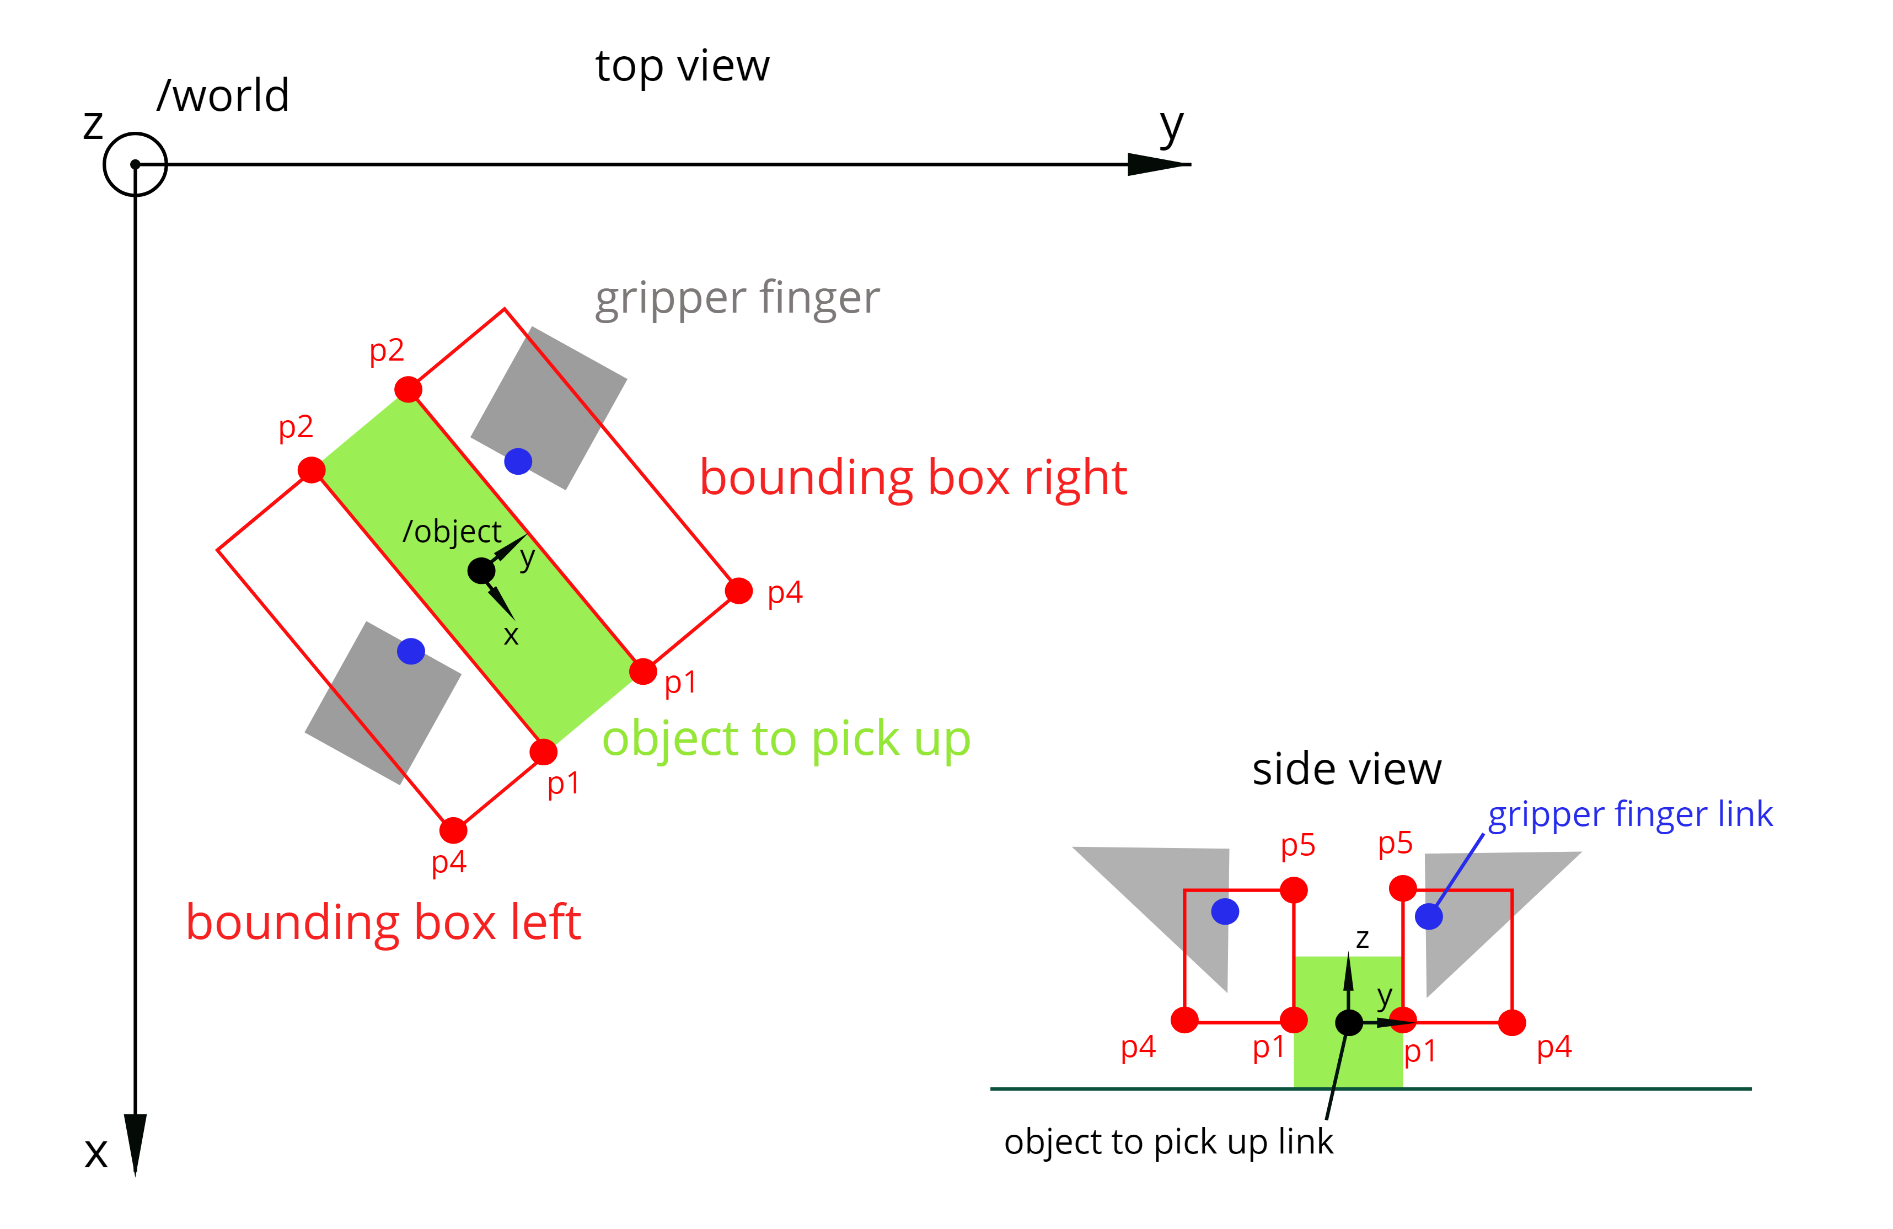 top view
/world
z
y
gripper finger
p2
p2
bounding box right
/object
y
x
p4
p1
object to pick up
p1
p4
bounding box left
x
side view
gripper finger link
p5
p5
z
y
p4
p1
p1
p4
object to pick up link